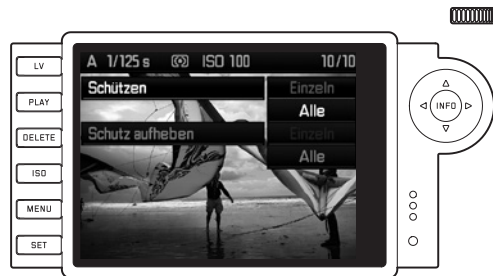 A 1/125 s ISO 100 10/10
LV
PLAY
DELETE
ISO
MENU
SET
Schützen Einzeln
Alle
Schutz aufheben Einzeln
Alle
INFO